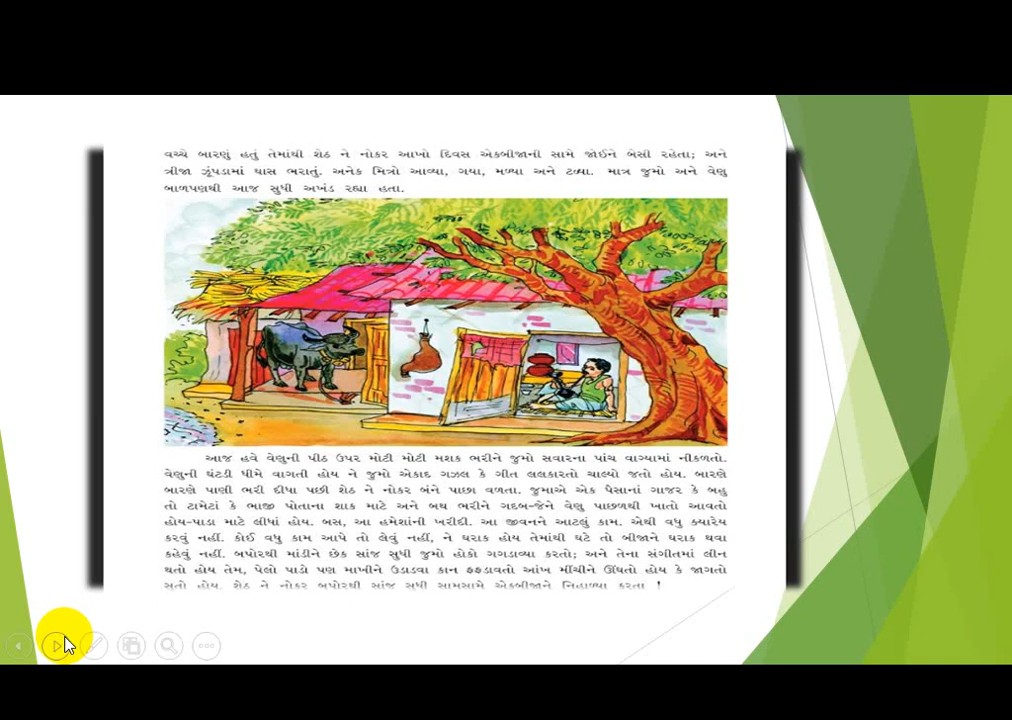 વચ્ચે બારણું હતું તેમાંથી શેઠ ને નોકર આખો દિવસ એકબીજાની સામે જોઈને બેસી રહેતા; અને
ત્રીજા ઝૂંપડામાં ઘાસ ભરાતું. અનેક મિત્રો આવ્યા, ગયા, મળ્યા અને ટળ્યા. માત્ર જુમો અને વેણુ
બાળપણથી આજ સુધી અખંડ રહ્યા હતા.
આજ હવે વેણુની પીઠ ઉપર મોટી મોટી મશક ભરીને જુમો સવારના પાંચ વાગ્યામાં નીકળતો.
વેણુની ઘંટડી ધીમે વાગતી હોય ને જુમો એકાદ ગઝલ કે ગીત લલકારતો ચાલ્યો જતો હોય. બારણે
બારણે પાણી ભરી દીધા પછી શેઠ ને નોકર બંને પાછા વળતા. જુમાએ એક પૈસાનાં ગાજર કે બહુ
તો ટામેટાં કે ભાજી પોતાના શાક માટે અને બથ ભરીને ગદબ-જેને વેણુ પાછળથી ખાતો આવતો
હોય-પાડા માટે લીધાં હોય. બસ, આ હમેશાંની ખરીદી. આ જીવનને આટલું કામ. એથી વધુ ક્યારેય
કરવું નહીં. કોઈ વધુ કામ આપે તો લેવું નહીં, ને ઘરાક હોય તેમાંથી ઘટે તો બીજાને ઘરાક થવા
કહેવું નહીં. બપોરથી માંડીને છેક સાંજ સુધી જુમો હોકો ગગડાવ્યા કરતો; અને તેના સંગીતમાં લીન
થતો હોય તેમ, પેલો પાડો પણ માખીને ઉડાડવા કાન ફફડાવતો આંખ મીંચીને ઊંઘતો હોય કે જાગતો
સૂતો હોય. શેઠ ને નોકર બપોરથી સાંજ સુધી સામસામે એકબીજાને નિહાળ્યા કરતા !